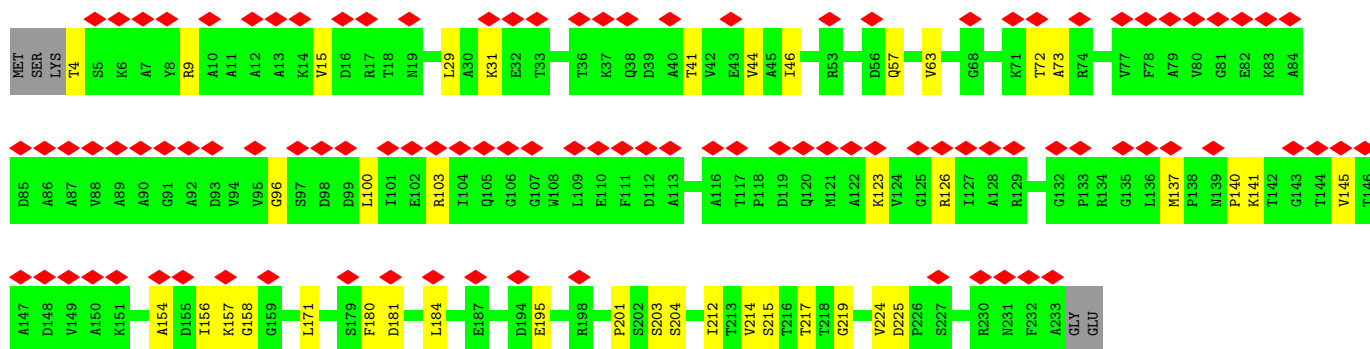 MET SER LYS T4 S5 K6 A7 Y8 R9 A10 A11 A12 A13 K14 V15 D16 R17 T18 N19 L29 A30 K31 E32 T33 T36 K37 Q38 D39 A40 T41 V42 E43 V44 A45 I46 R53 D56 Q57 V63 G68 K71 T72 A73 R74 V77 F78 A79 V80 G81 E82 K83 A84
D85 A86 A87 V88 A89 A90 G91 A92 D93 V94 V95 G96 S97 D98 D99 L100 I101 E102 R103 I104 Q105 G106 G107 W108 L109 E110 F111 D112 A113 A116 T117 P118 D119 Q120 M121 A122 K123 V124 G125 R126 I127 A128 R129 G132 P133 R134 G135 L136 M137 P138 N139 P140 K141 T142 G143 T144 V145 T146
A147 D148 V149 A150 K151 A154 D155 I156 K157 G158 G159 L171 S179 F180 D181 L184 E187 D194 E195 R198 P201 S202 S203 S204 I212 T213 V214 S215 T216 T217 T218 G219 V224 D225 P226 S227 R230 N231 F232 A233 GLY GLU